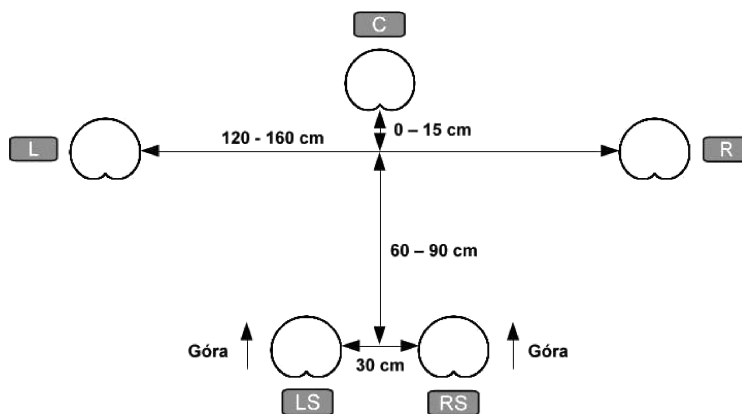 C
0 – 15 cm
120 - 160 cm
L
R
60 – 90 cm
Góra
Góra
30 cm
LS
RS